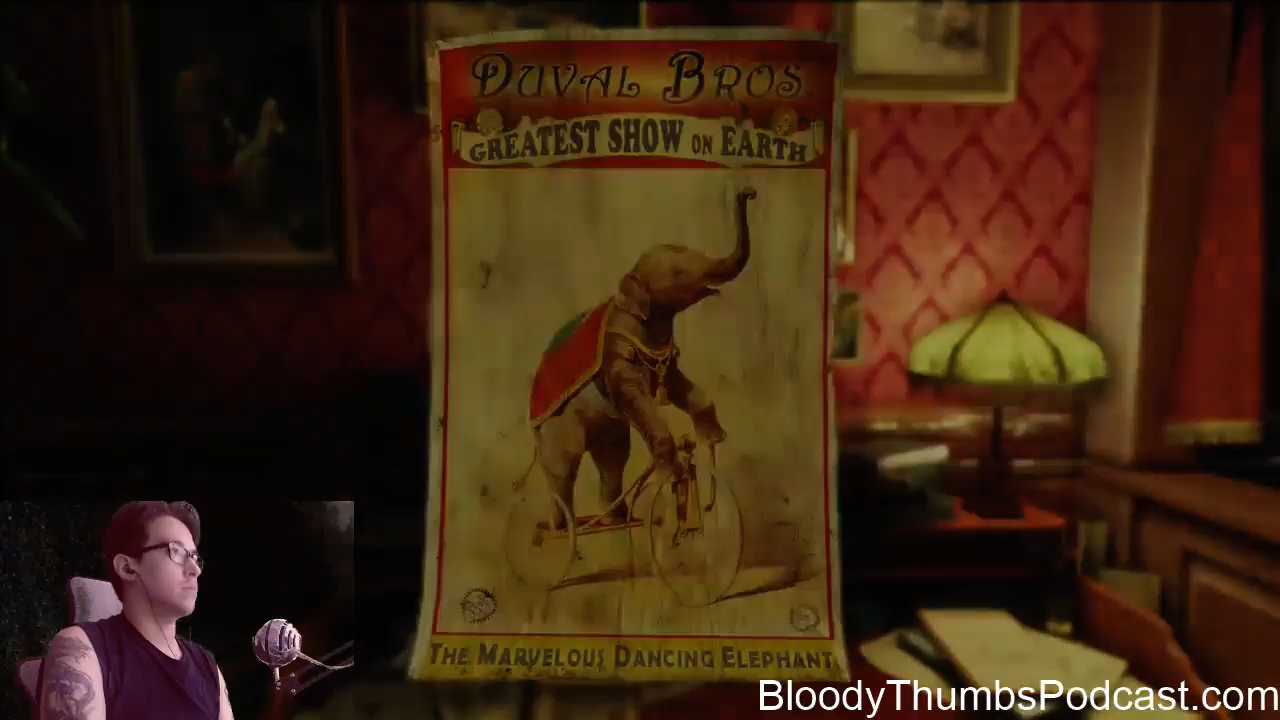 DUVAL BROS
GREATEST SHOW ON EARTH
THE MARVELOUS DANCING ELEPHANT
BloodyThumbsPodcast.com